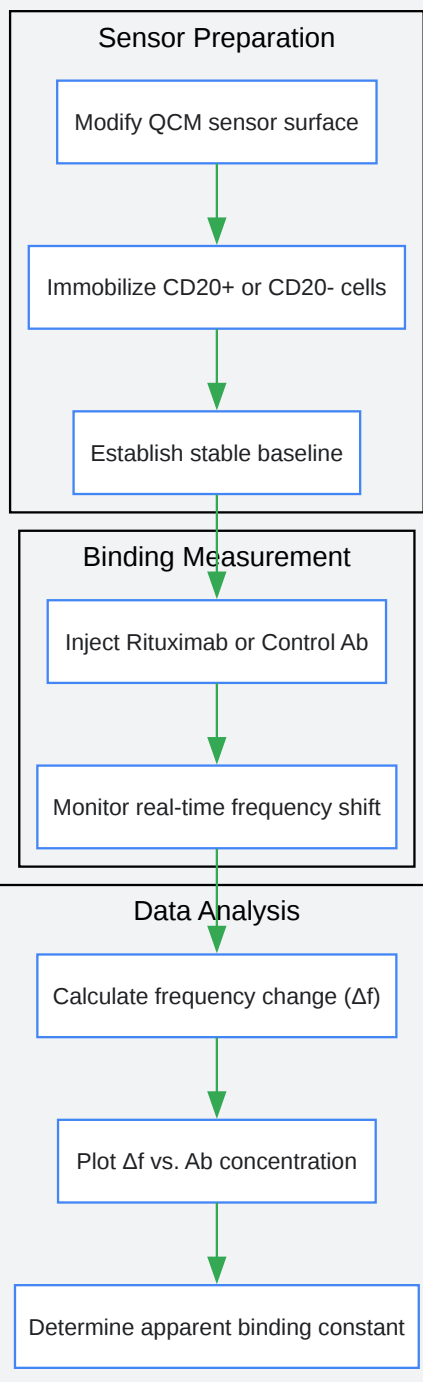 Sensor Preparation
Modify QCM sensor surface
Immobilize CD20+ or CD20- cells
Establish stable baseline
Binding Measurement
Inject Rituximab or Control Ab
Monitor real-time frequency shift
Data Analysis
Calculate frequency change (Δf)
Plot Δf vs. Ab concentration
Determine apparent binding constant